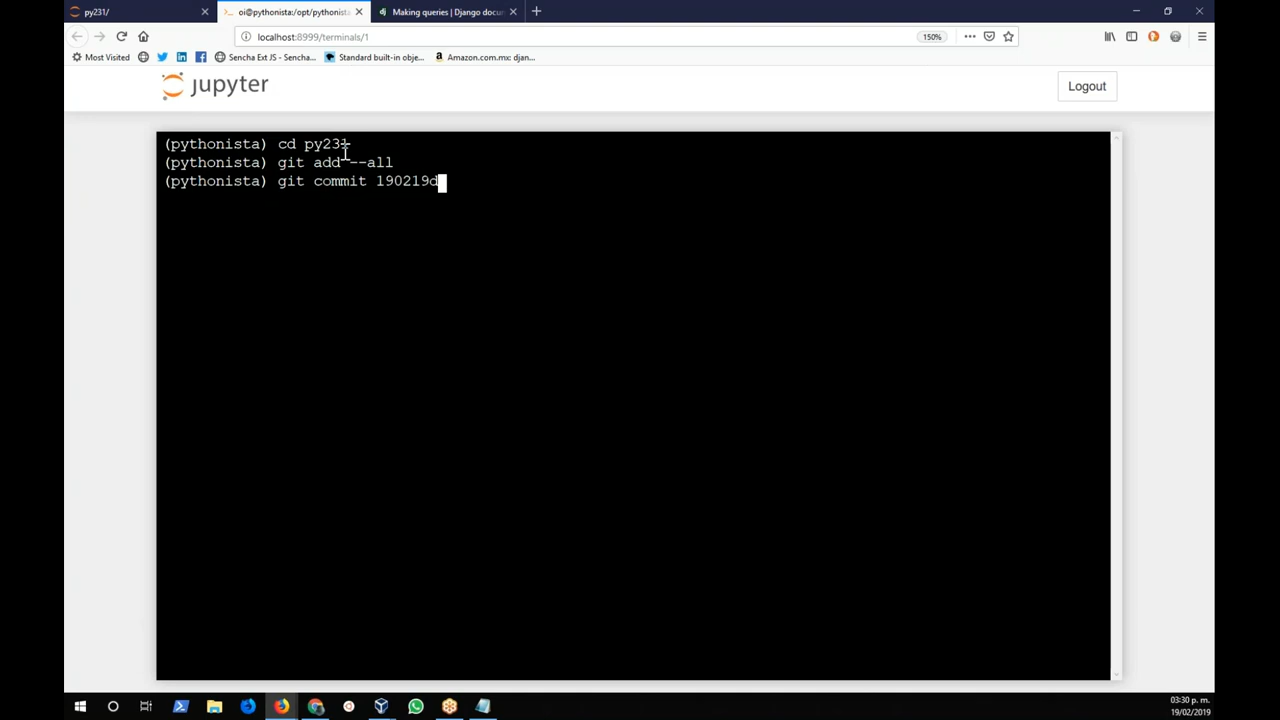 py231/
oi@pythonista:/opt/pythonista
Making queries | Django docu
localhost:8999/terminals/1
150%
Most Visited
Sencha Ext JS - Sencha...
Standard built-in obje...
Amazon.com.mx: djan...
jupyter
Logout
(pythonista) cd py231
(pythonista) git add --all
(pythonista) git commit 190219d
03:30 p. m.
19/02/2019